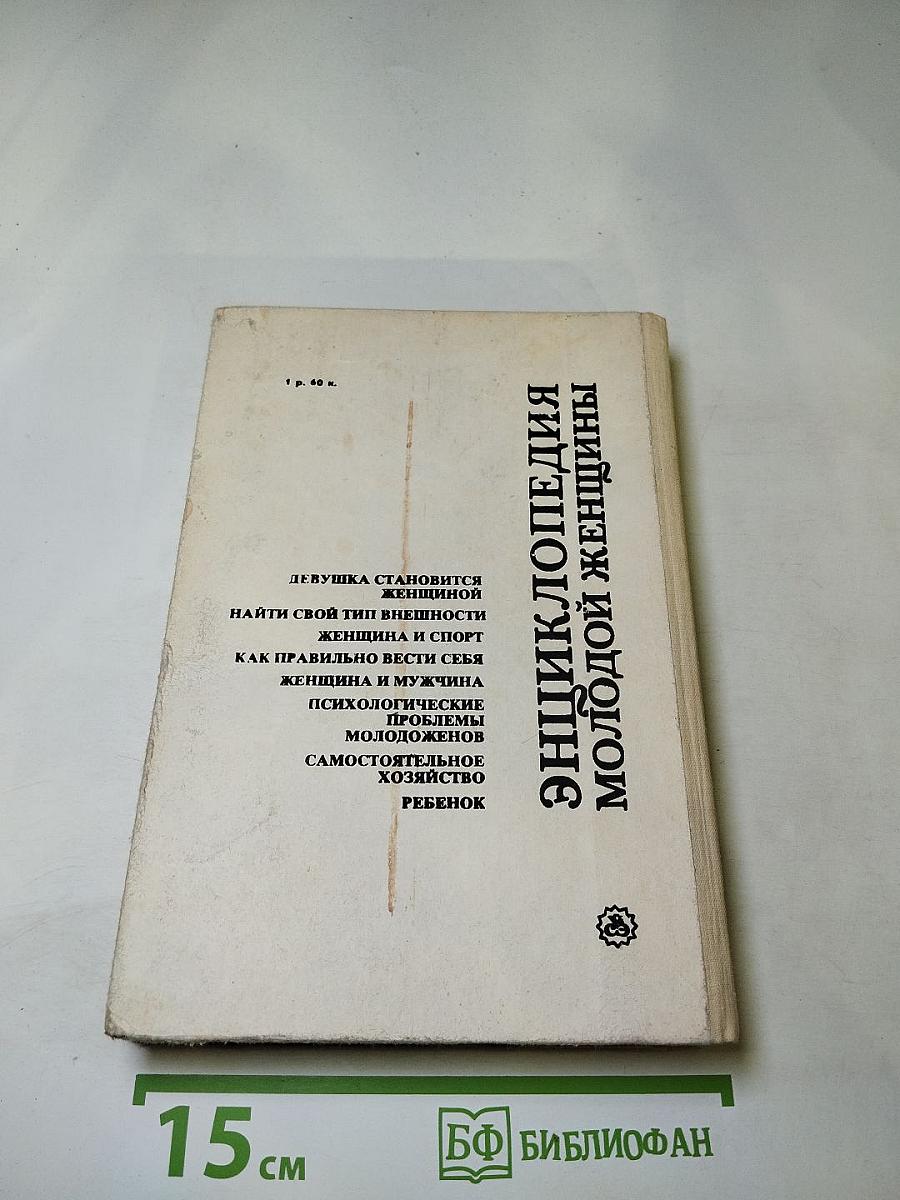 1 р. 60 к.
ДЕВУШКА СТАНОВИТСЯ
ЖЕНЩИНОЙ
НАЙТИ СВОЙ ТИП ВНЕШНОСТИ
ЖЕНЩИНА И СПОРТ
КАК ПРАВИЛЬНО ВЕСТИ СЕБЯ
ЖЕНЩИНА И МУЖЧИНА
ПСИХОЛОГИЧЕСКИЕ
ПРОБЛЕМЫ
МОЛОДОЖЕНОВ
САМОСТОЯТЕЛЬНОЕ
ХОЗЯЙСТВО
РЕБЕНОК
ЭНЦИКЛОПЕДИЯ
МОЛОДОЙ ЖЕНЩИНЫ
15 см
БФ БИБЛИОФАН